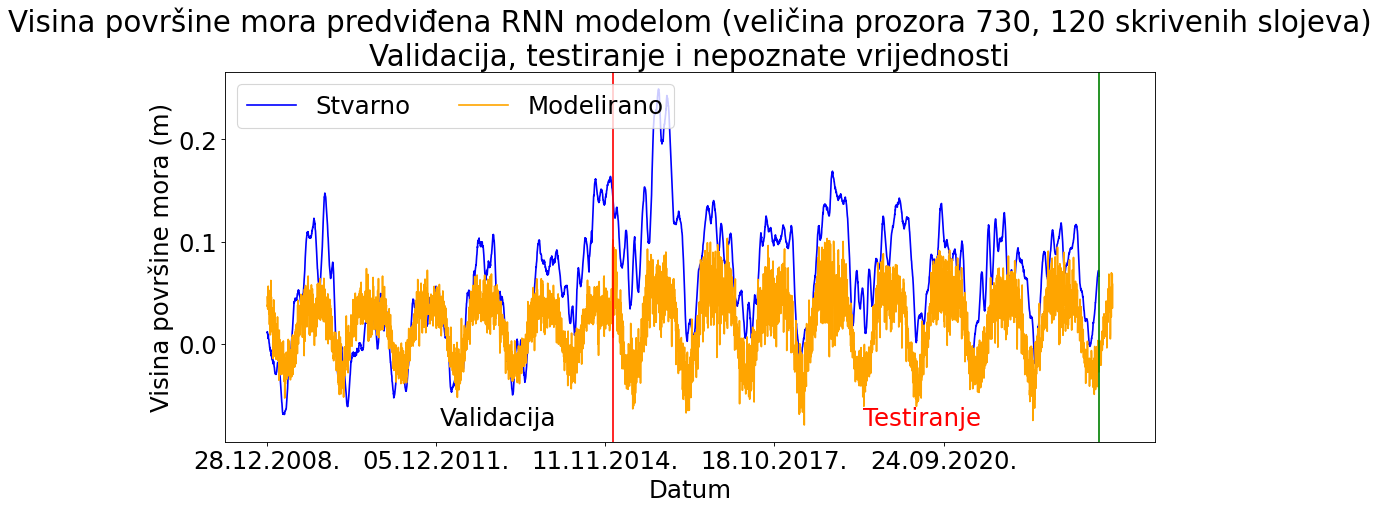 Visina površine mora predviđena RNN modelom (veličina prozora 730, 120 skrivenih slojeva)
Validacija, testiranje i nepoznate vrijednosti
Stvarno
Modelirano
Visina površine mora (m)
0.2
0.1
0.0
Validacija
Testiranje
28.12.2008.
05.12.2011.
11.11.2014.
18.10.2017.
24.09.2020.
Datum